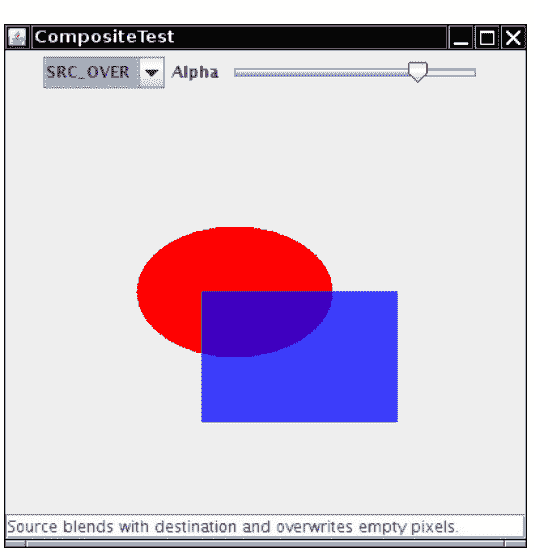 CompositeTest
SRC_OVER Alpha
Source blends with destination and overwrites empty pixels.